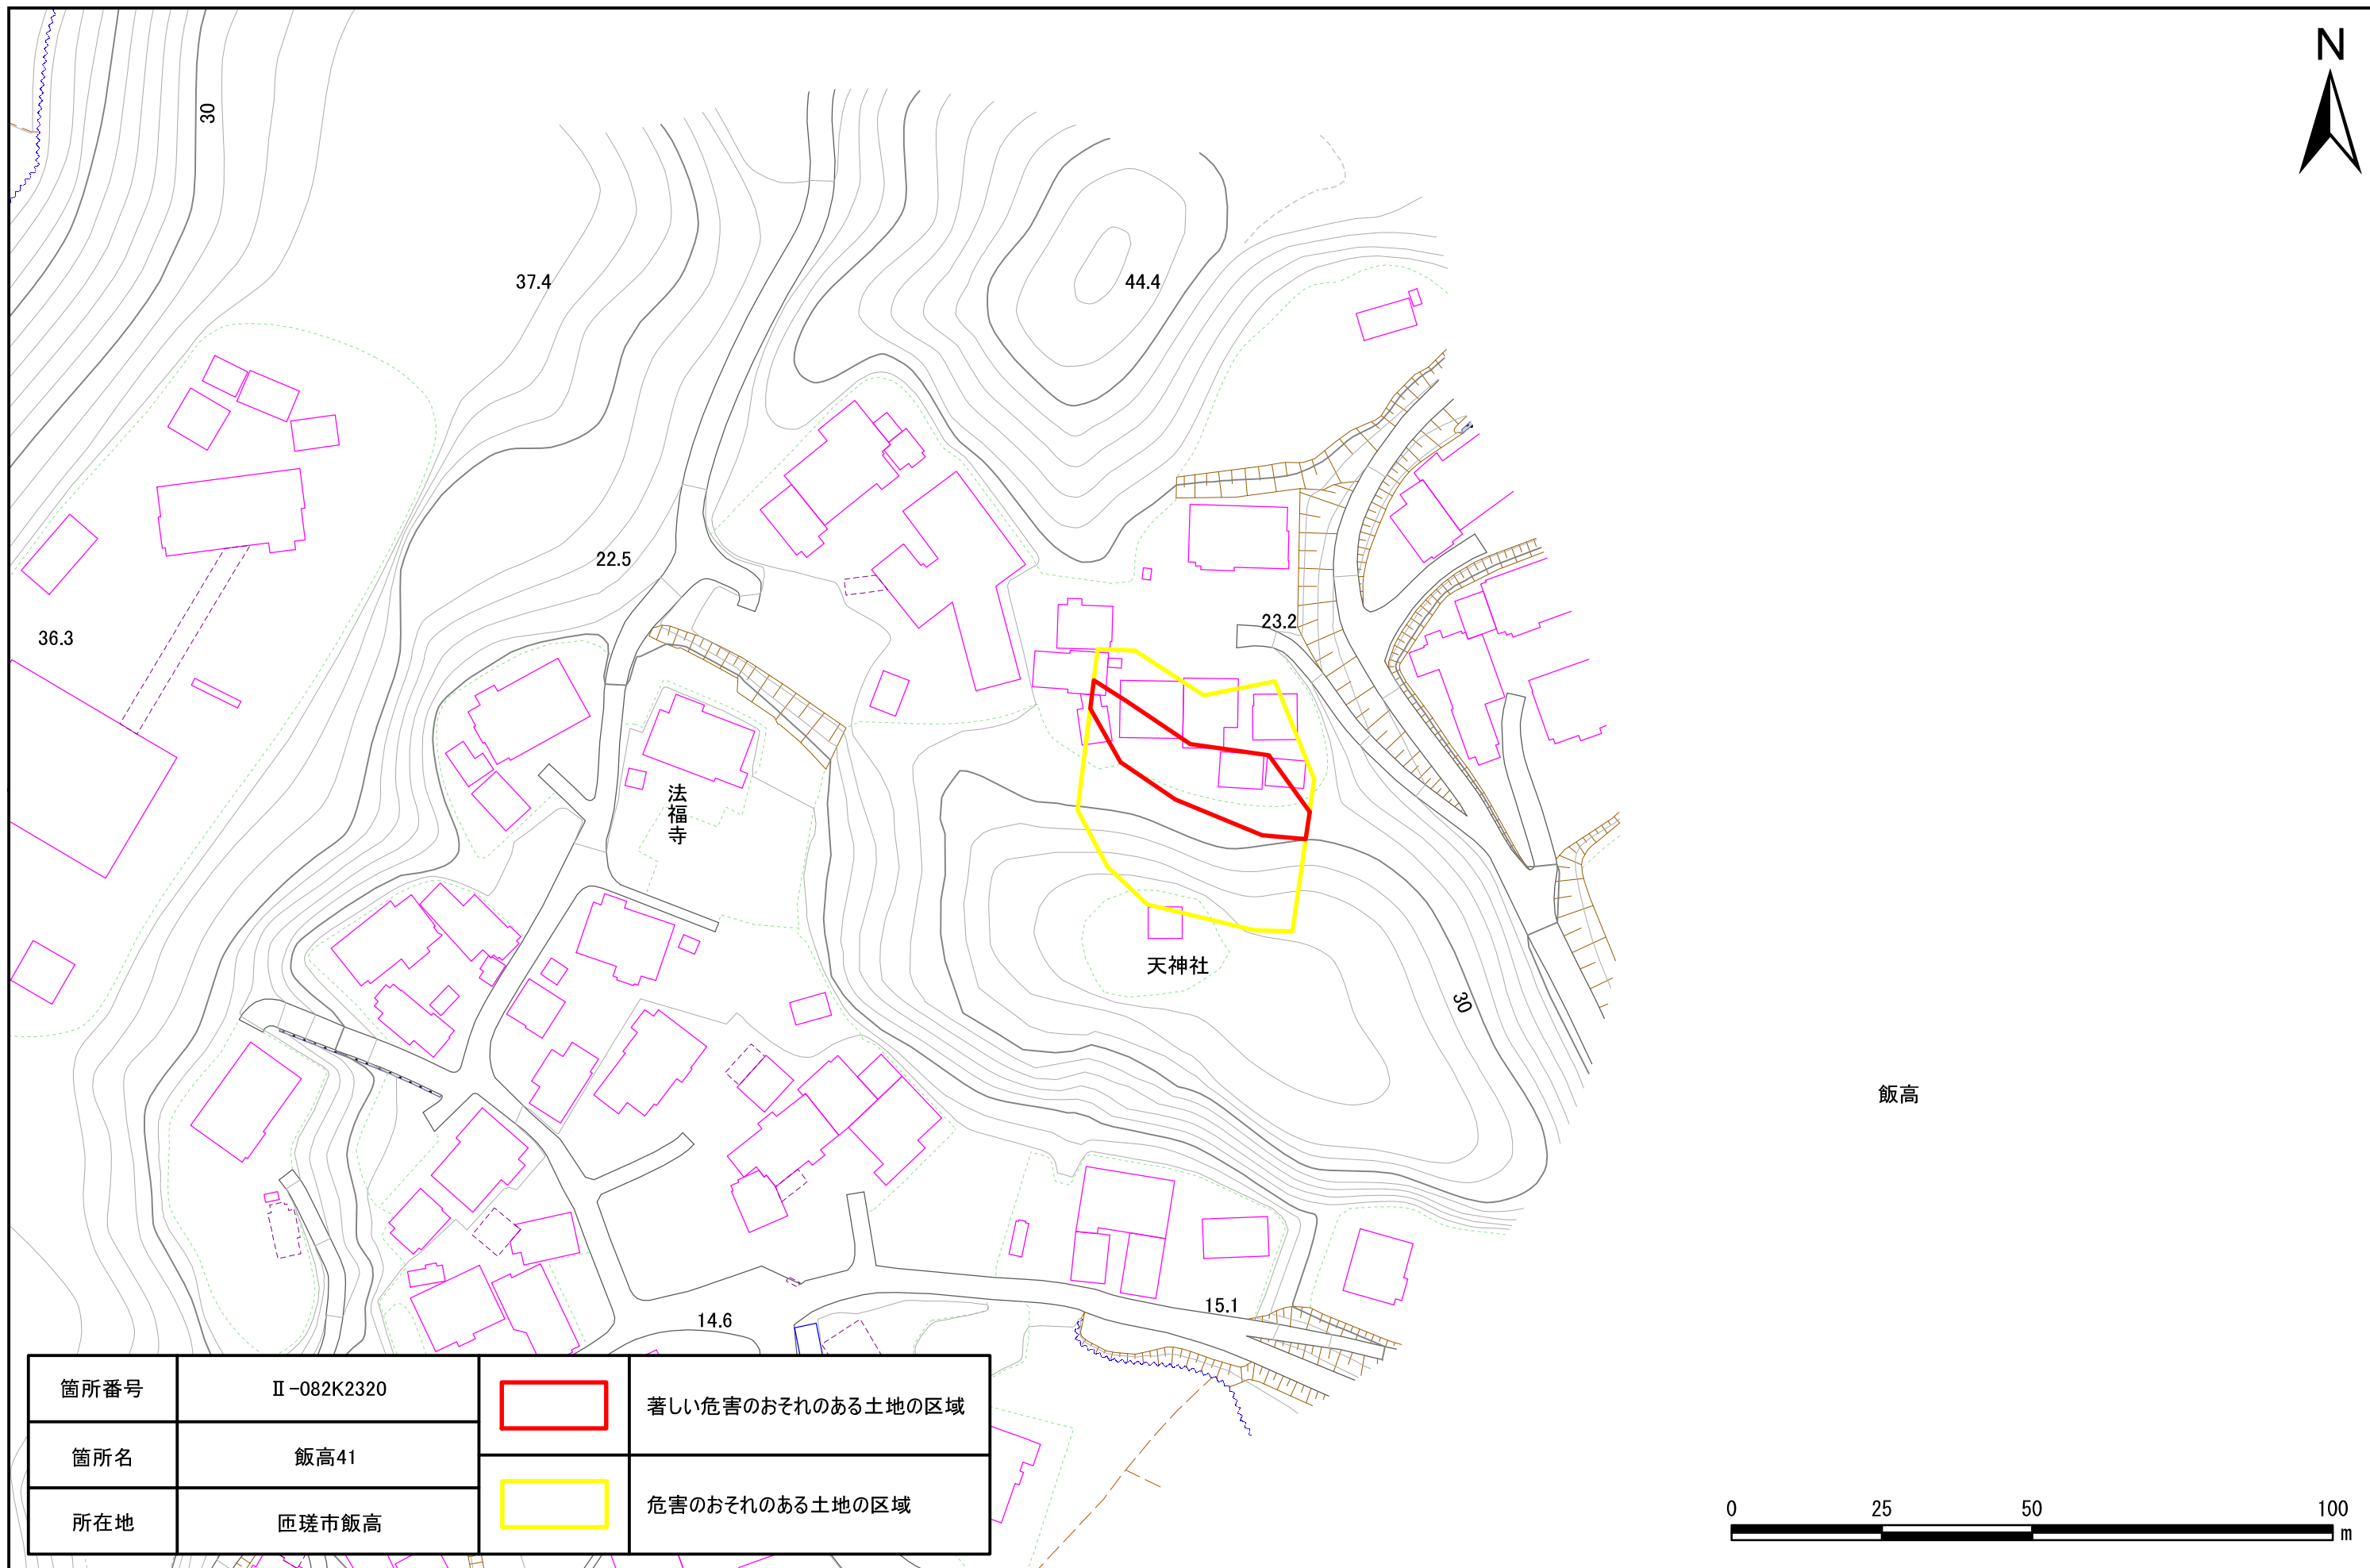 N
30
37.4
44.4
22.5
23.2
36.3
法福寺
天神社
30
飯高
15.1
14.6
箇所番号 Ⅱ-082K2320
箇所名 飯高41
所在地 匝瑳市飯高
著しい危害のおそれのある土地の区域
危害のおそれのある土地の区域
0 25 50 100
m